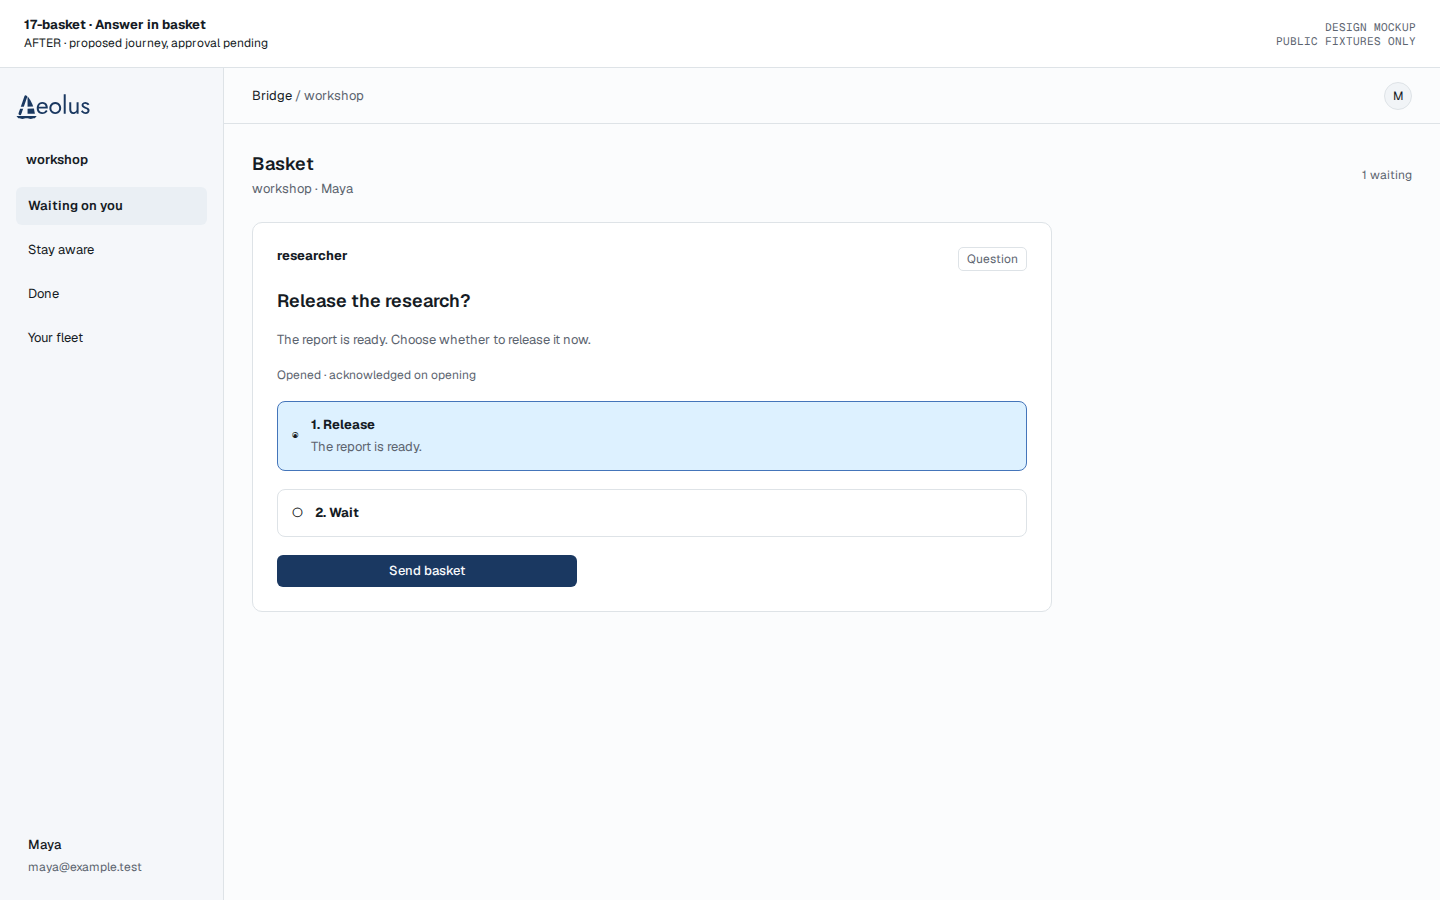 17-basket · Answer in basket
AFTER · proposed journey, approval pending
DESIGN MOCKUP
PUBLIC FIXTURES ONLY
Aeolus
workshop
Waiting on you
Stay aware
Done
Your fleet
Maya
maya@example.test
Bridge / workshop
M
Basket
workshop · Maya
1 waiting
researcher
Question
Release the research?
The report is ready. Choose whether to release it now.
Opened · acknowledged on opening
1. Release
The report is ready.
2. Wait
Send basket